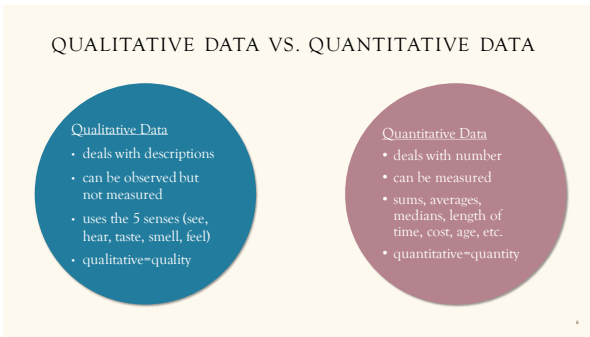 QUALITATIVE DATA VS. QUANTITATIVE DATA
Qualitative Data
• deals with descriptions
• can be observed but
not measured
• uses the 5 senses (see,
hear, taste, smell, feel)
• qualitative=quality
Quantitative Data
• deals with number
• can be measured
• sums, averages,
medians, length of
time, cost, age, etc.
• quantitative=quantity